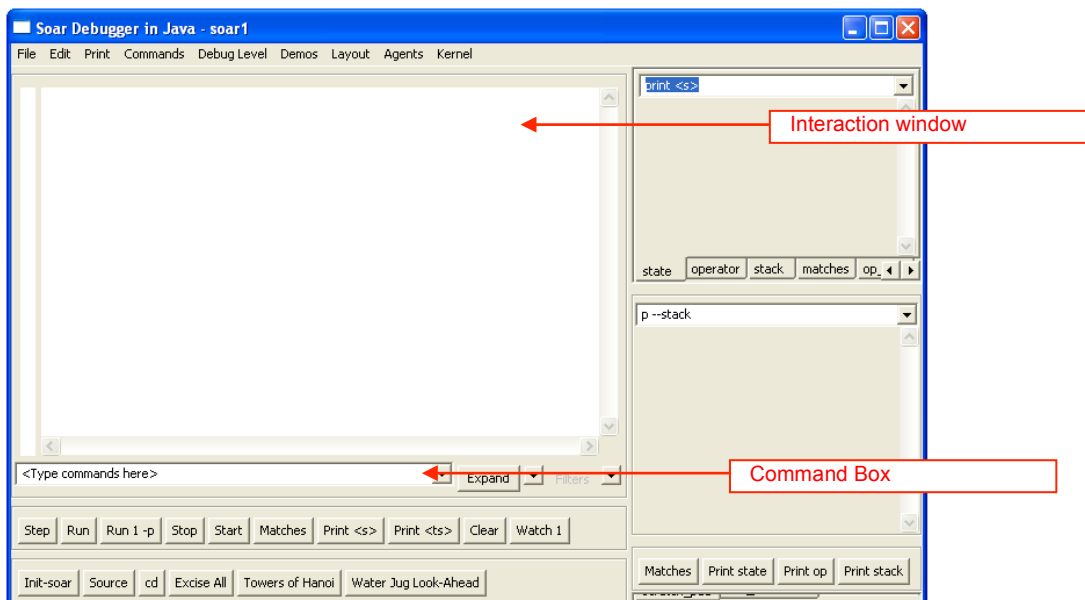 Soar Debugger in Java - soar1
File Edit Print Commands Debug Level Demos Layout Agents Kernel
print <s>
Interaction window
state operator stack matches op_
p --stack
<Type commands here>
Expand
Filters
Command Box
Step Run Run 1 -p Stop Start Matches Print <s> Print <ts> Clear Watch 1
Matches Print state Print op Print stack
Init-soar Source cd Excise All Towers of Hanoi Water Jug Look-Ahead